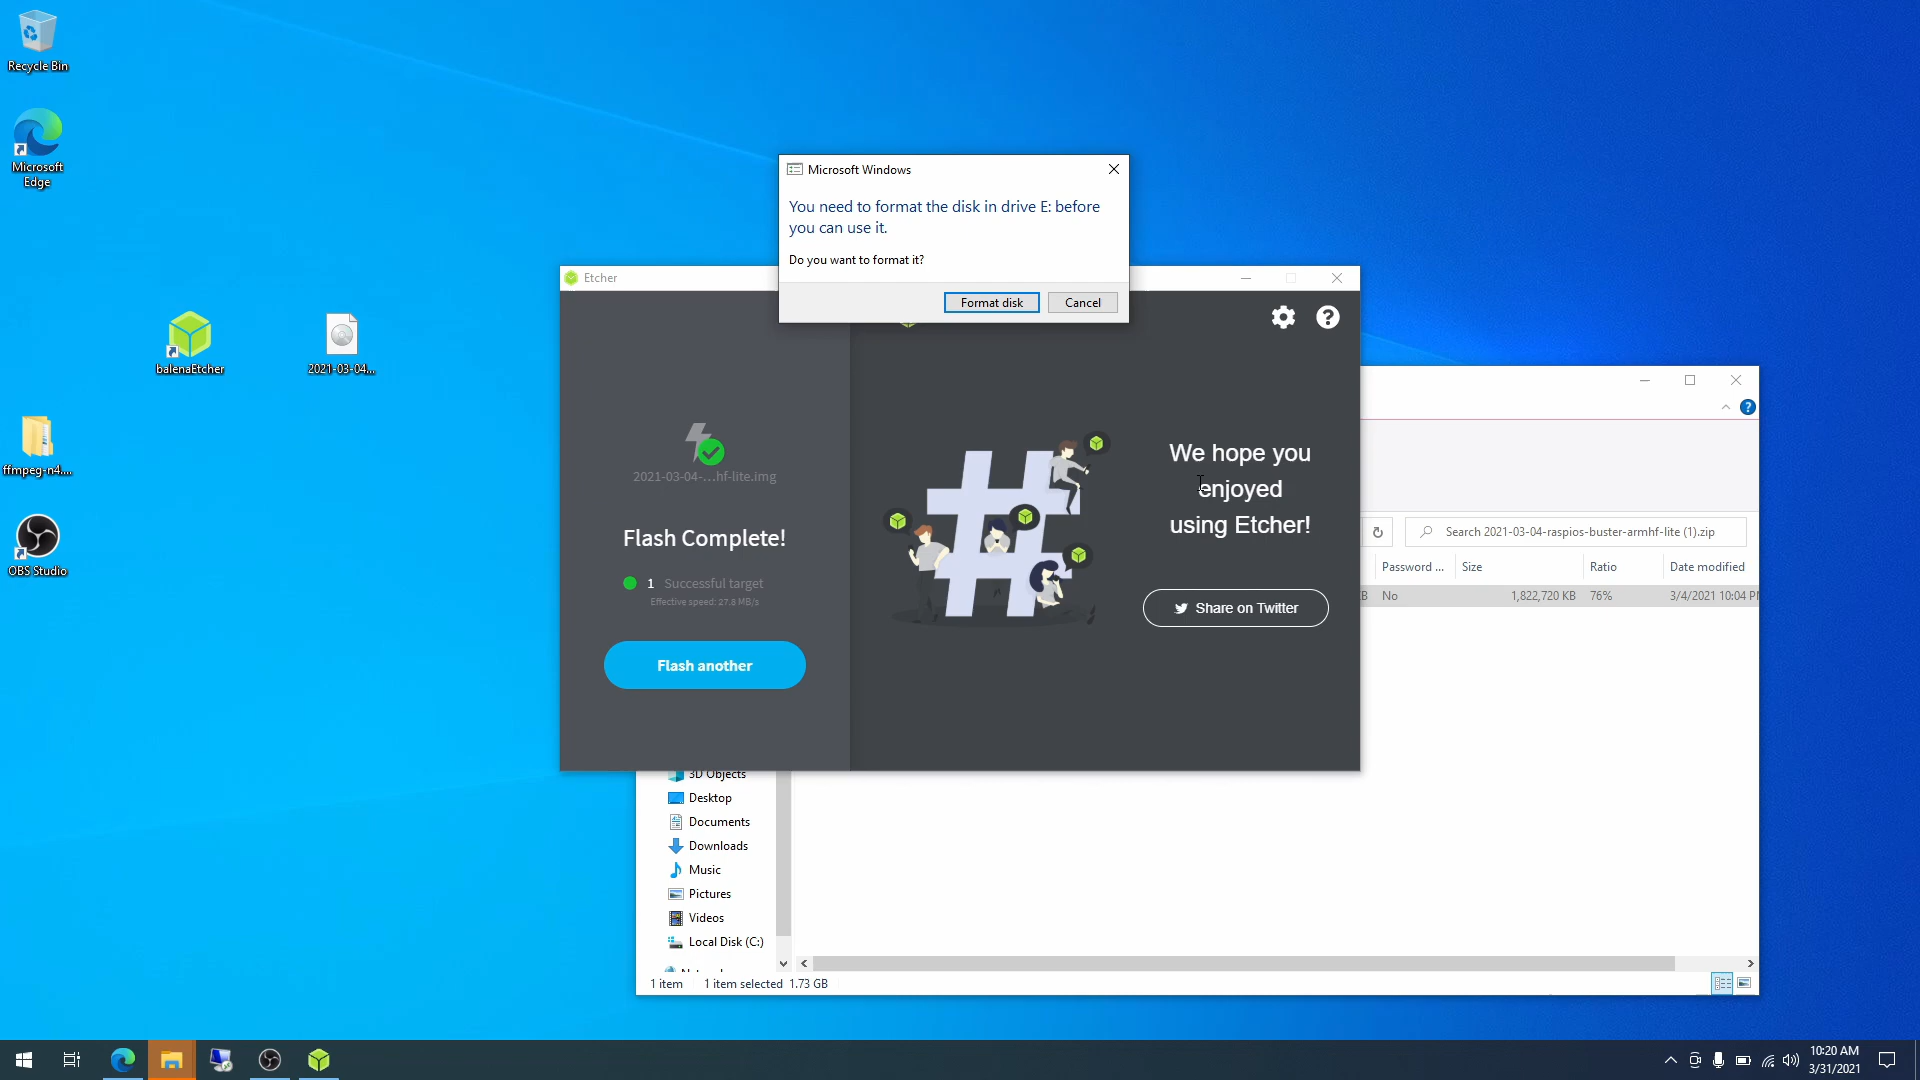 Recycle Bin
Microsoft
Edge
balenaEtcher
2021-03-04...
ffmpeg-n4....
OBS Studio
Microsoft Windows
You need to format the disk in drive E: before
you can use it.
Do you want to format it?
Format disk
Cancel
Etcher
2021-03-04-...hf-lite.img
Flash Complete!
1 Successful target
Effective speed: 27.8 MB/s
Flash another
We hope you
enjoyed
using Etcher!
Share on Twitter
Search 2021-03-04-raspios-buster-armhf-lite (1).zip
Password ... Size Ratio Date modified
No 1,822,720 KB 76% 3/4/2021 10:04 P
3D Objects
Desktop
Documents
Downloads
Music
Pictures
Videos
Local Disk (C:)
1 item 1 item selected 1.73 GB
10:20 AM
3/31/2021